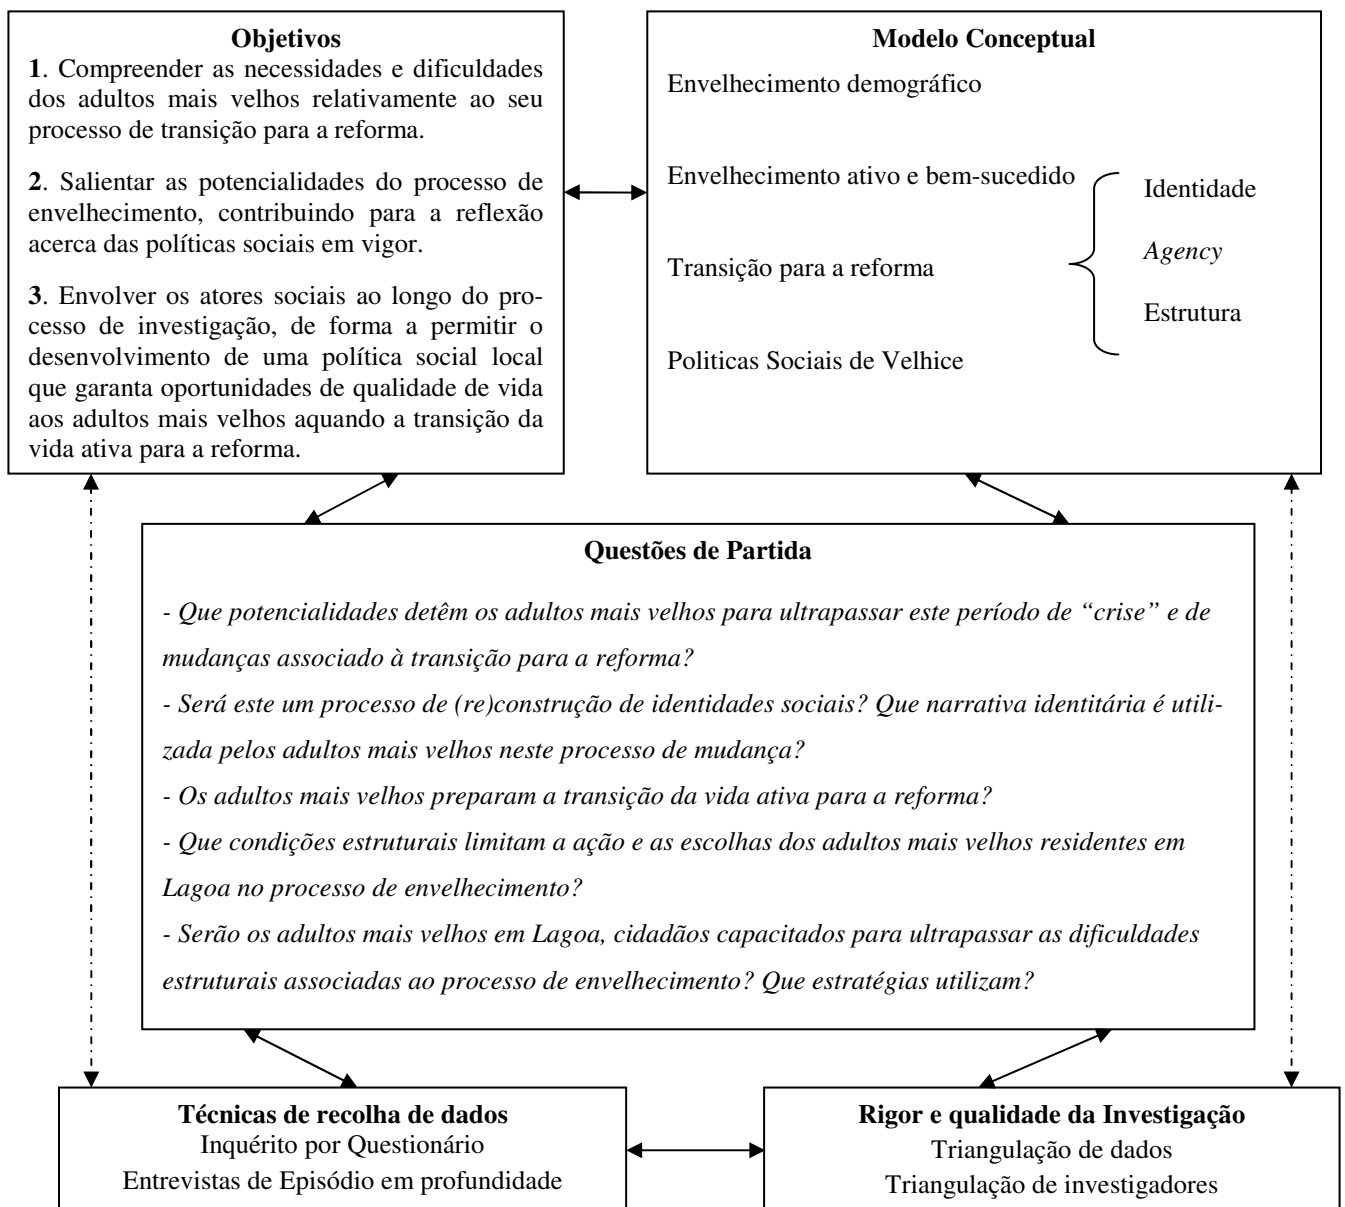 Objetivos
1. Compreender as necessidades e dificuldades
dos adultos mais velhos relativamente ao seu
processo de transição para a reforma.
2. Salientar as potencialidades do processo de
envelhecimento, contribuindo para a reflexão
acerca das políticas sociais em vigor.
3. Envolver os atores sociais ao longo do pro-
cesso de investigação, de forma a permitir o
desenvolvimento de uma política social local
que garanta oportunidades de qualidade de vida
aos adultos mais velhos aquando a transição da
vida ativa para a reforma.
Modelo Conceptual
Envelhecimento demográfico
Envelhecimento ativo e bem-sucedido
Transição para a reforma
Politicas Sociais de Velhice
Identidade
Agency
Estrutura
Questões de Partida
- Que potencialidades detêm os adultos mais velhos para ultrapassar este período de “crise” e de
mudanças associado à transição para a reforma?
- Será este um processo de (re)construção de identidades sociais? Que narrativa identitária é utili-
zada pelos adultos mais velhos neste processo de mudança?
- Os adultos mais velhos preparam a transição da vida ativa para a reforma?
- Que condições estruturais limitam a ação e as escolhas dos adultos mais velhos residentes em
Lagoa no processo de envelhecimento?
- Serão os adultos mais velhos em Lagoa, cidadãos capacitados para ultrapassar as dificuldades
estruturais associadas ao processo de envelhecimento? Que estratégias utilizam?
Técnicas de recolha de dados
Inquérito por Questionário
Entrevistas de Episódio em profundidade
Rigor e qualidade da Investigação
Triangulação de dados
Triangulação de investigadores